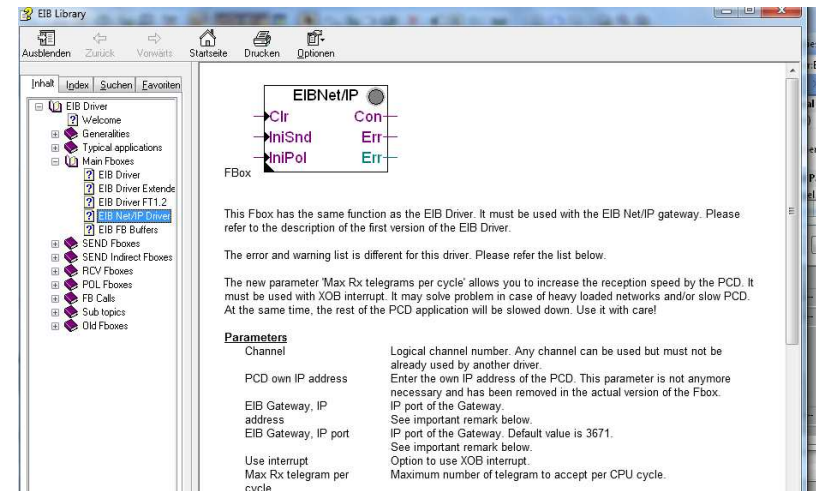 EIB Library
Ausblenden Zurück Vorwärts Startseite Drucken Optionen
Inhalt Index Suchen Favoriten
EIB Driver
Welcome
Generalities
Typical applications
Main Fboxes
EIB Driver
EIB Driver Extende
EIB Driver FT1.2
EIB Net/IP Driver
EIB FB Buffers
SEND Fboxes
SEND Indirect Fboxes
RCV Fboxes
POL Fboxes
FB Calls
Sub topics
Old Fboxes
EIBNet/IP
Clr Con
IniSnd Err
IniPol Err
FBox
This Fbox has the same function as the EIB Driver. It must be used with the EIB Net/IP gateway. Please
refer to the description of the first version of the EIB Driver.
The error and warning list is different for this driver. Please refer the list below.
The new parameter 'Max Rx telegrams per cycle' allows you to increase the reception speed by the PCD. It
must be used with XOB interrupt. It may solve problem in case of heavy loaded networks and/or slow PCD.
At the same time, the rest of the PCD application will be slowed down. Use it with care!
Parameters
Channel Logical channel number. Any channel can be used but must not be
already used by another driver.
PCD own IP address Enter the own IP address of the PCD. This parameter is not anymore
necessary and has been removed in the actual version of the Fbox.
EIB Gateway, IP IP port of the Gateway.
address See important remark below.
EIB Gateway, IP port IP port of the Gateway. Default value is 3671.
See important remark below.
Use interrupt Option to use XOB interrupt.
Max Rx telegram per Maximum number of telegram to accept per CPU cycle.
cycle